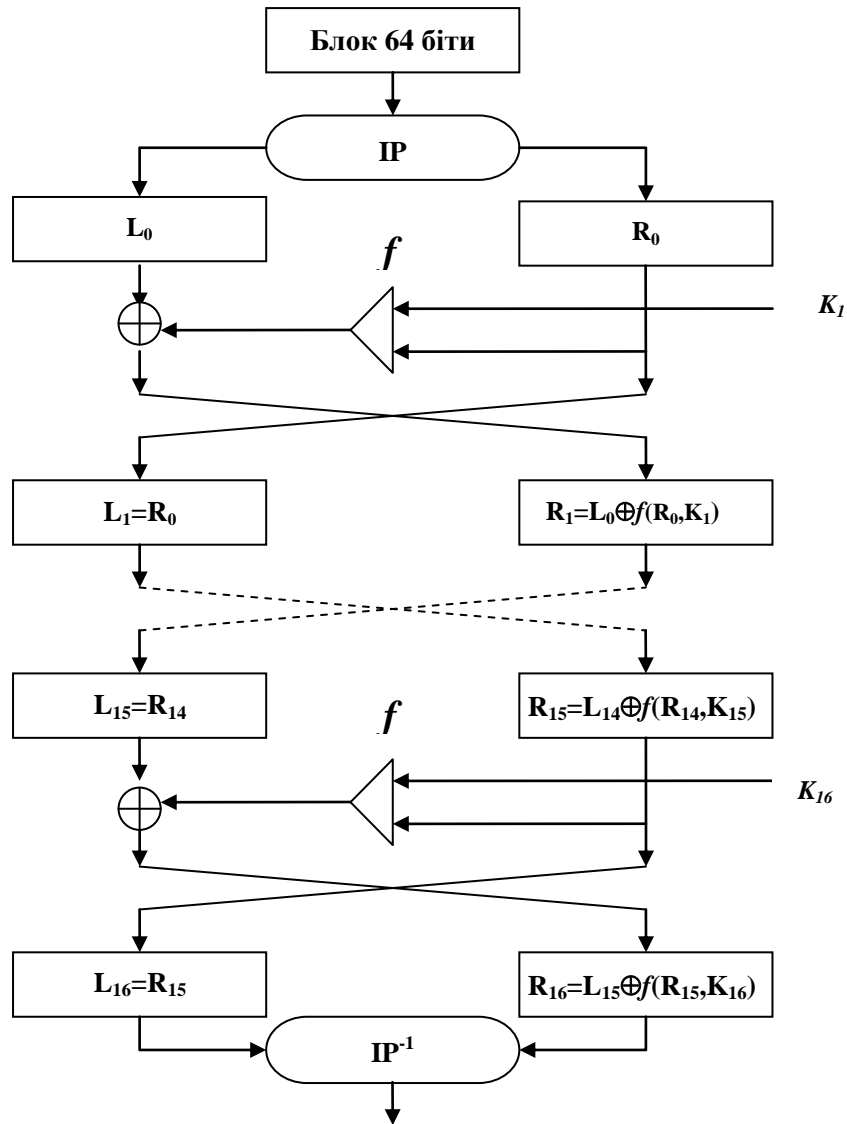 Блок 64 біти
IP
L₀
R₀
f
K₁
L₁=R₀
R₁=L₀⊕f(R₀,K₁)
L₁₅=R₁₄
f
R₁₅=L₁₄⊕f(R₁₄,K₁₅)
K₁₆
L₁₆=R₁₅
R₁₆=L₁₅⊕f(R₁₅,K₁₆)
IP⁻¹